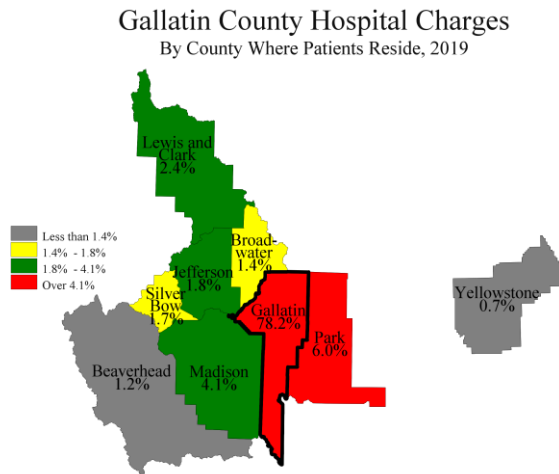 Gallatin County Hospital Charges
By County Where Patients Reside, 2019
Lewis and
Clark
2.4%
Less than 1.4%
1.4% - 1.8%
1.8% - 4.1%
Over 4.1%
Broad-
water
1.4%
Jefferson
1.8%
Silver
Bow
1.7%
Yellowstone
0.7%
Gallatin
78.2%
Park
6.0%
Beaverhead
1.2%
Madison
4.1%